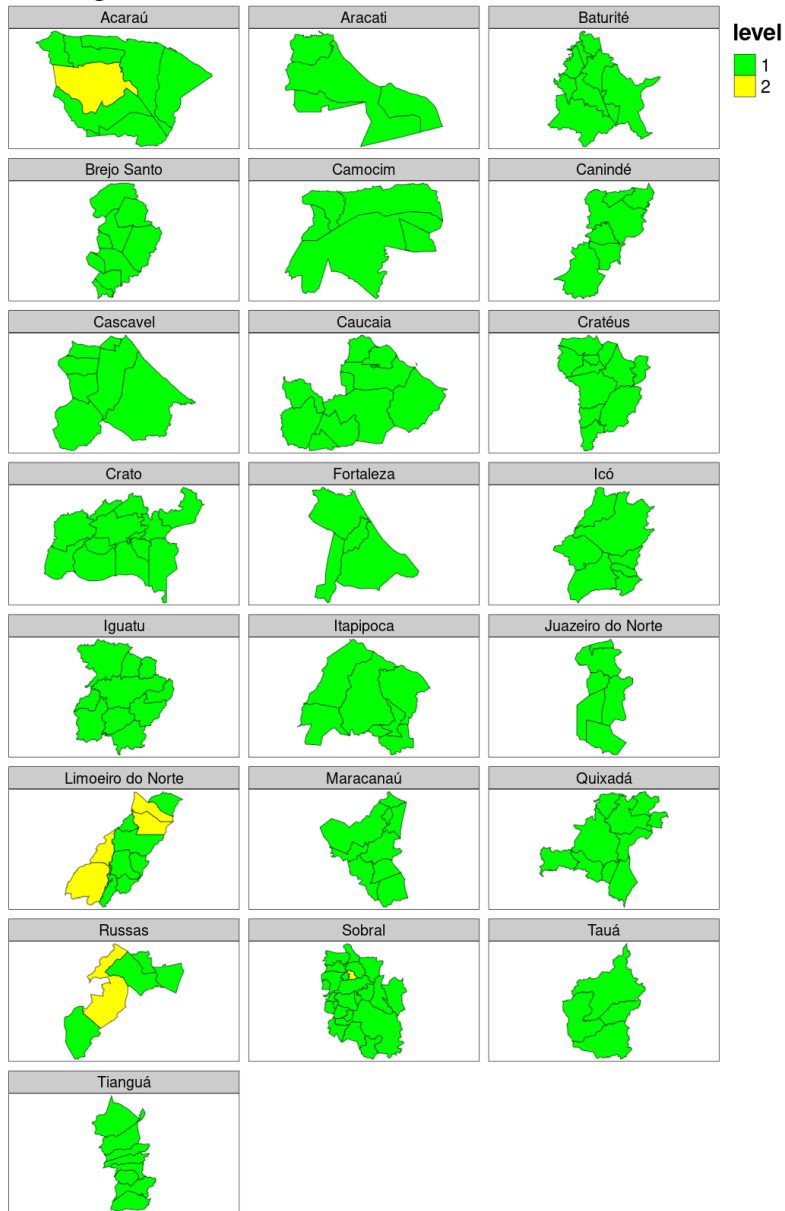 Acaraú
Aracati
Baturité
level
1
2
Brejo Santo
Camocim
Canindé
Cascavel
Caucaia
Cratéus
Crato
Fortaleza
Icó
Iguatu
Itapipoca
Juazeiro do Norte
Limoeiro do Norte
Maracanaú
Quixadá
Russas
Sobral
Tauá
Tianguá